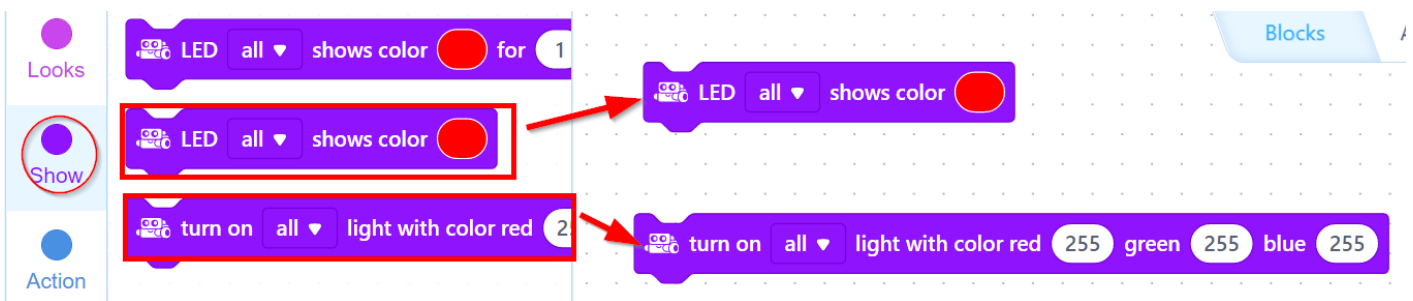 Looks
Show
Action
LED all ▼ shows color for 1
LED all ▼ shows color
turn on all ▼ light with color red
LED all ▼ shows color
turn on all ▼ light with color red 255 green 255 blue 255
Blocks